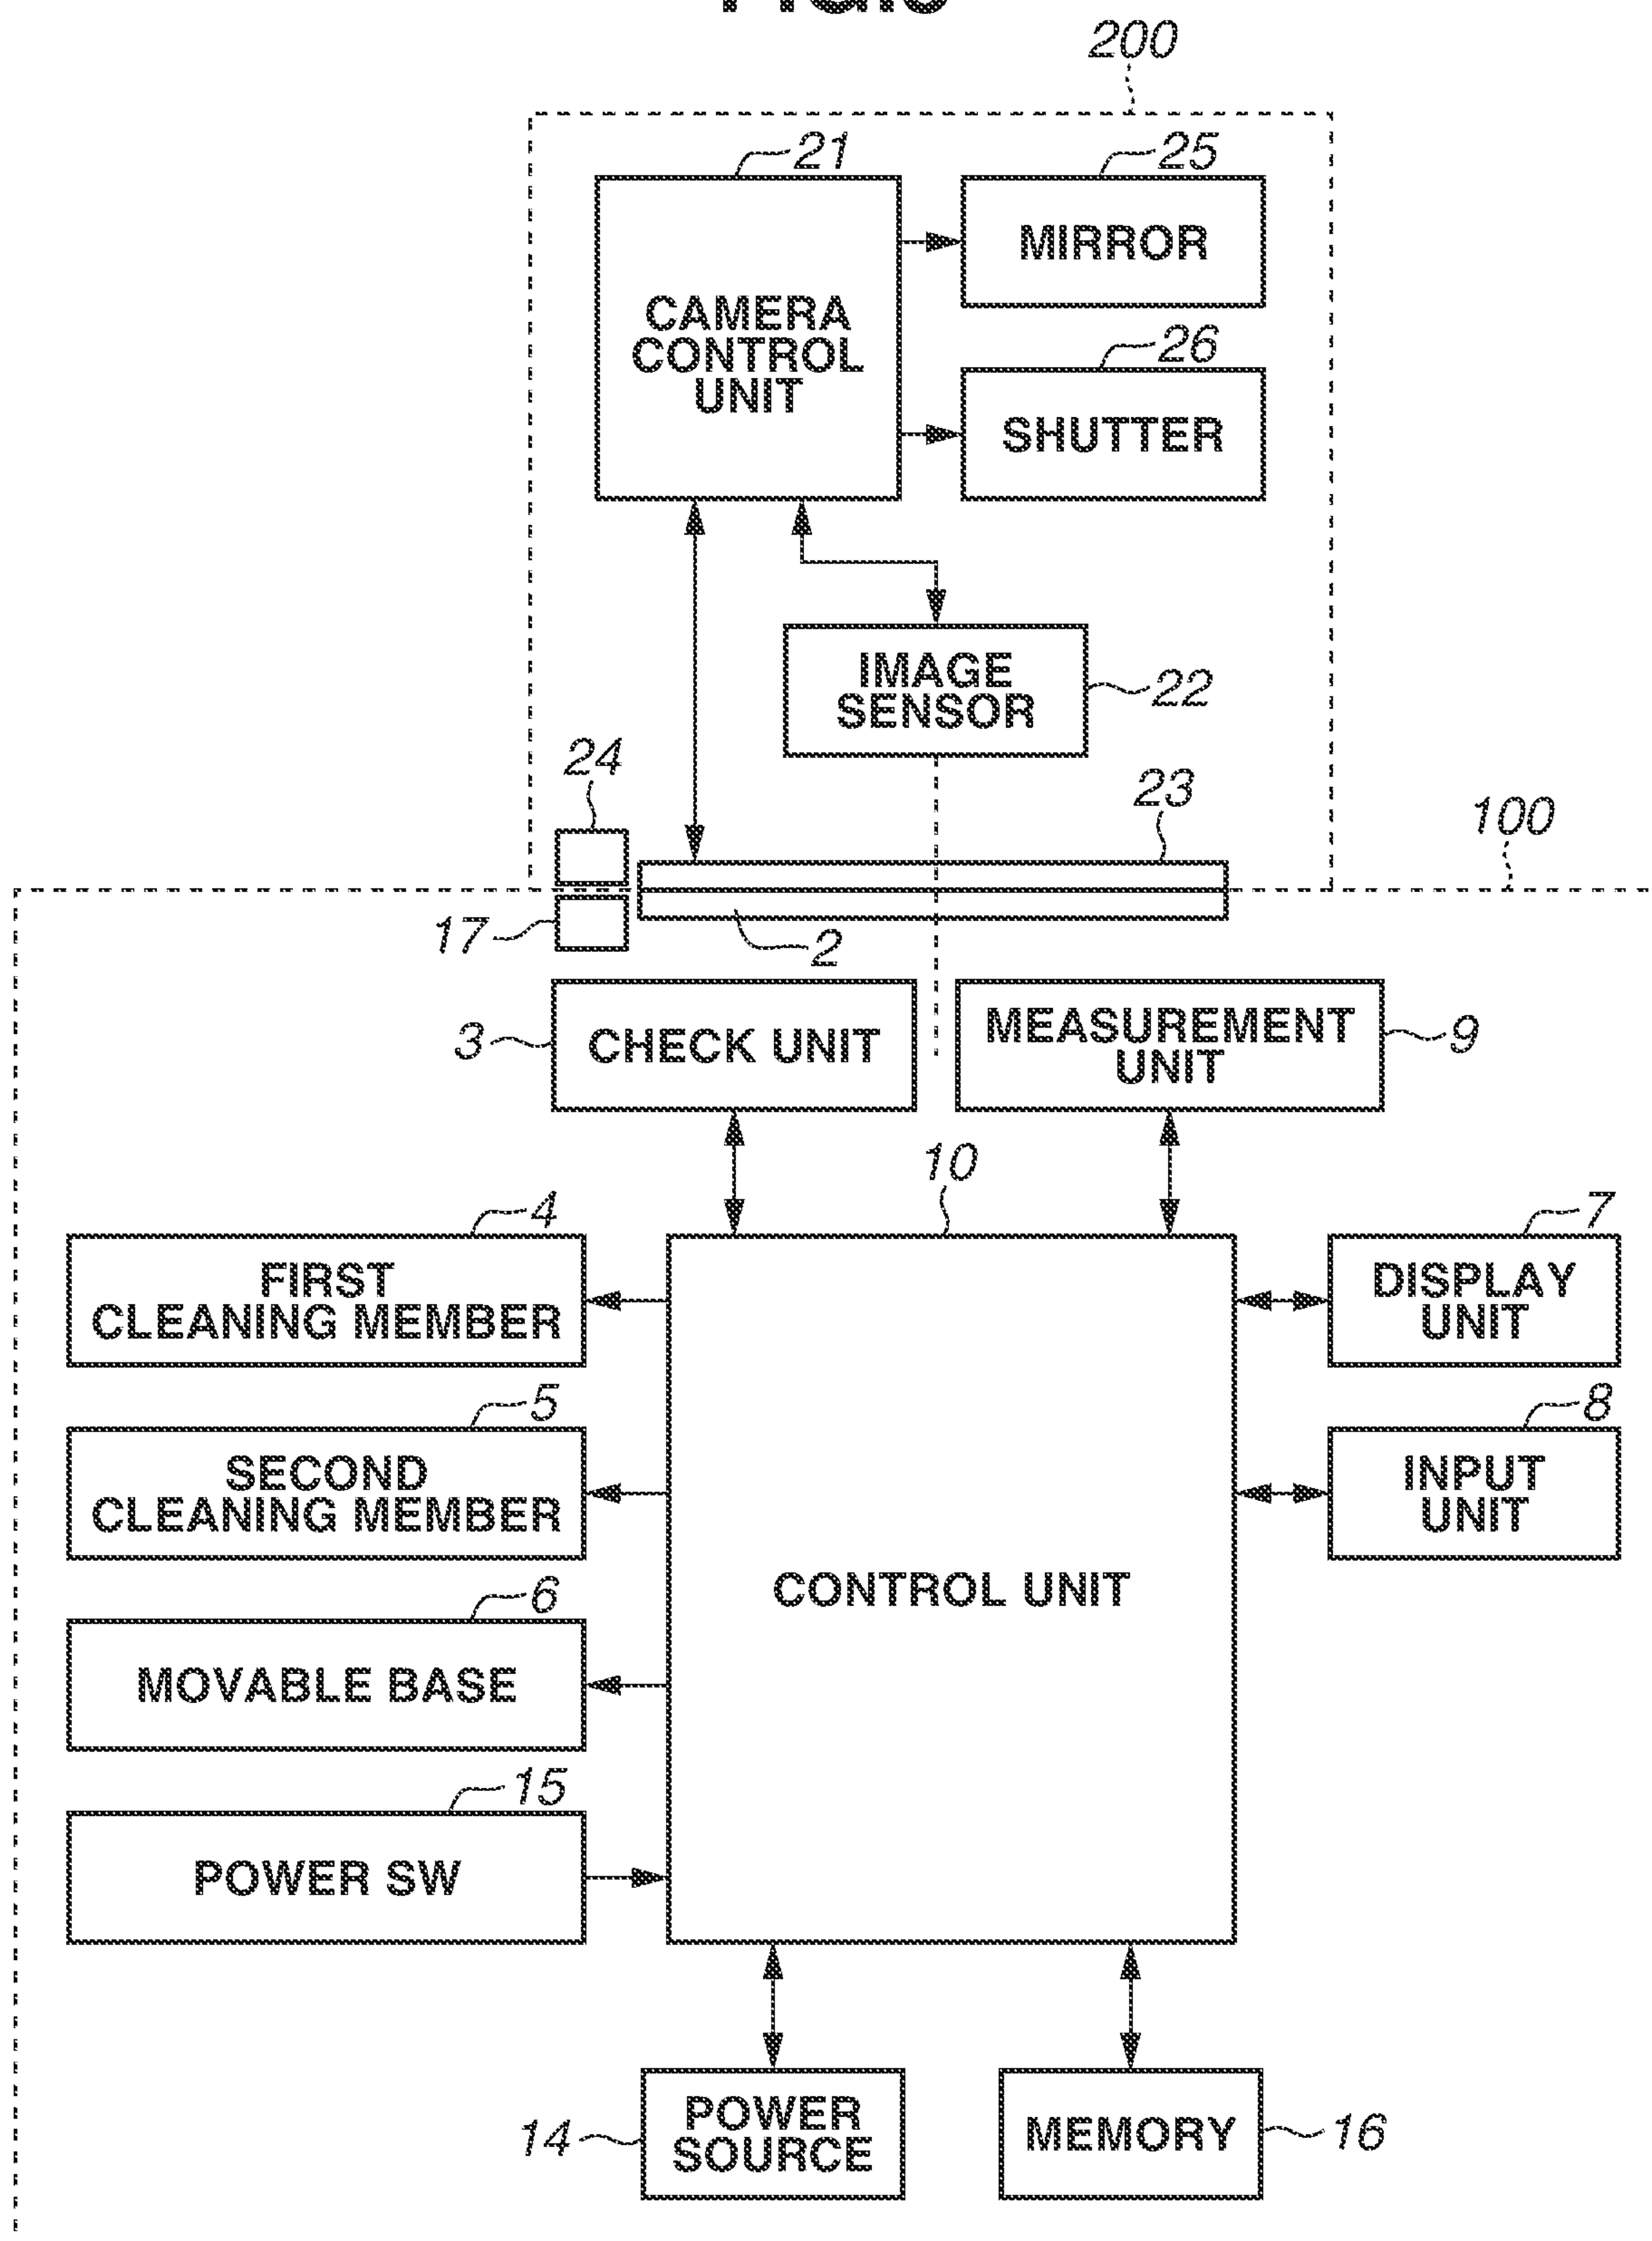 200
21
25
MIRROR
CAMERA
CONTROL
UNIT
26
SHUTTER
IMAGE
SENSOR
22
24
23
100
17
2
3
CHECK UNIT
MEASUREMENT
UNIT
9
10
4
FIRST
CLEANING MEMBER
7
DISPLAY
UNIT
5
SECOND
CLEANING MEMBER
8
INPUT
UNIT
CONTROL UNIT
6
MOVABLE BASE
15
POWER SW
14
POWER
SOURCE
MEMORY
16